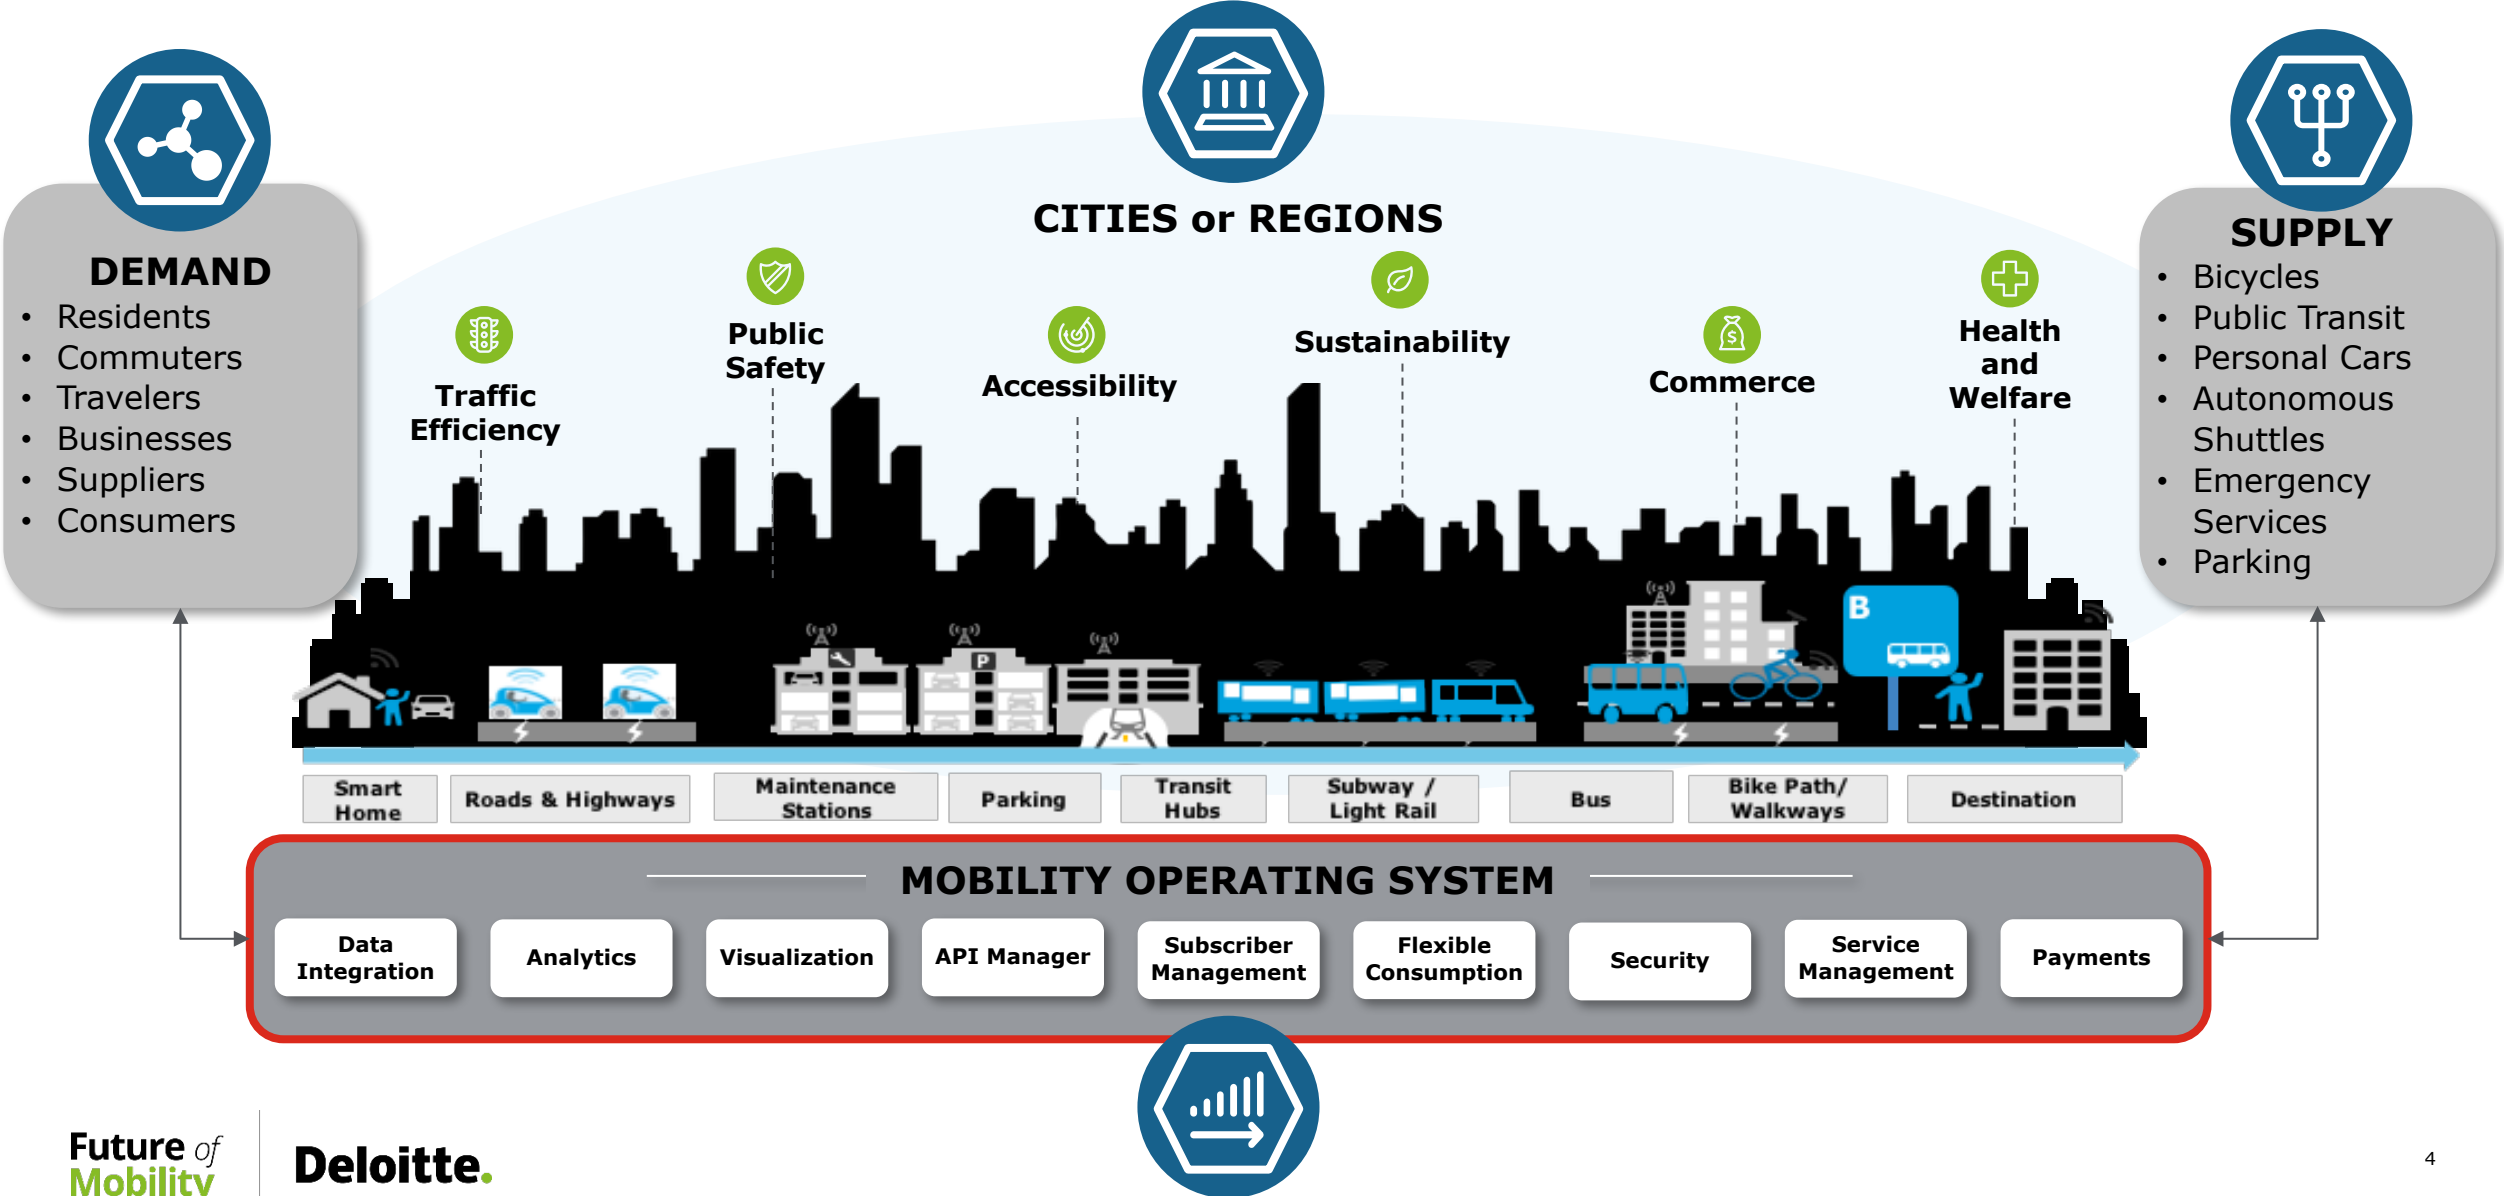 CITIES or REGIONS
DEMAND
• Residents
• Commuters
• Travelers
• Businesses
• Suppliers
• Consumers
Traffic
Efficiency
Public
Safety
Accessibility
Sustainability
Commerce
Health
and
Welfare
SUPPLY
• Bicycles
• Public Transit
• Personal Cars
• Autonomous
Shuttles
• Emergency
Services
• Parking
P
B
Smart
Home
Roads & Highways
Maintenance
Stations
Parking
Transit
Hubs
Subway /
Light Rail
Bus
Bike Path/
Walkways
Destination
MOBILITY OPERATING SYSTEM
Data
Integration
Analytics
Visualization
API Manager
Subscriber
Management
Flexible
Consumption
Security
Service
Management
Payments
Future of
Mobility
Deloitte.
4